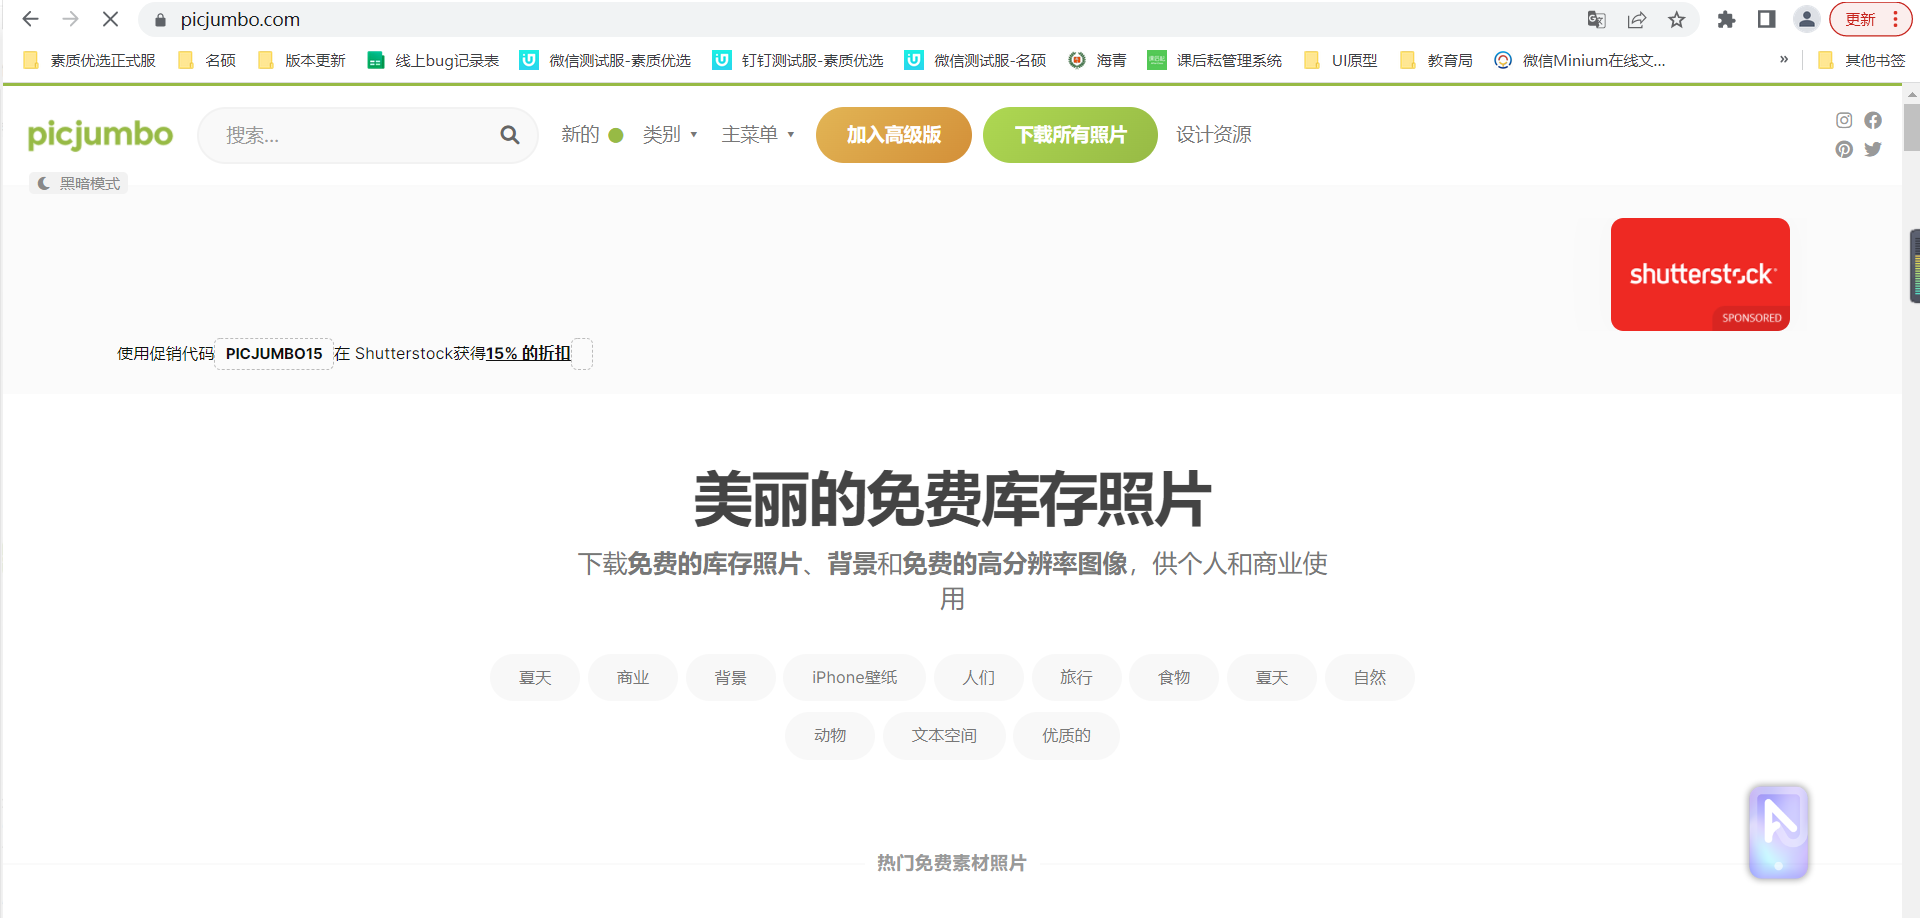 picjumbo.com
更新
素质优选正式服 名硕 版本更新 线上bug记录表 微信测试服-素质优选 钉钉测试服-素质优选 微信测试服-名硕 海青 课后耘管理系统 UI原型 教育局 微信Minium在线文... » 其他书签
picjumbo 搜索... 新的 类别 主菜单 加入高级版 下载所有照片 设计资源
黑暗模式
shutterstock
SPONSORED
使用促销代码 PICJUMBO15 在 Shutterstock获得15% 的折扣
美丽的免费库存照片
下载免费的库存照片、背景和免费的高分辨率图像，供个人和商业使
用
夏天 商业 背景 iPhone壁纸 人们 旅行 食物 夏天 自然
动物 文本空间 优质的
热门免费素材照片